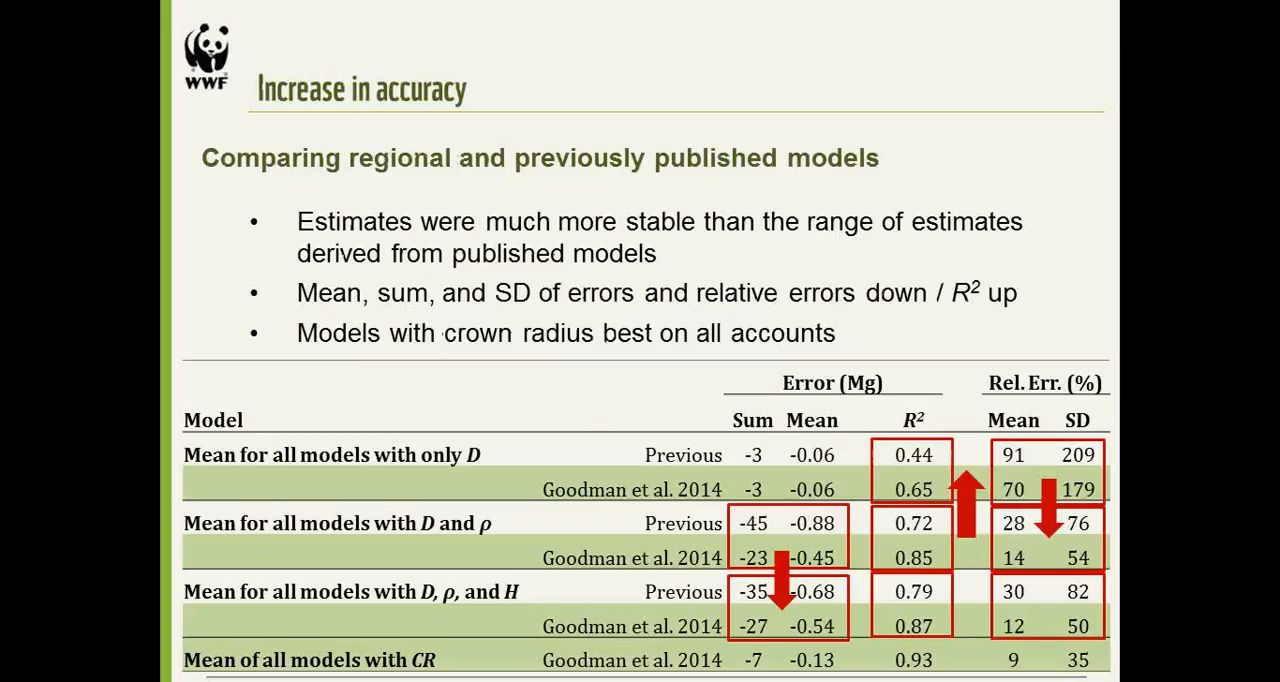 WWF
Increase in accuracy
Comparing regional and previously published models
• Estimates were much more stable than the range of estimates
derived from published models
• Mean, sum, and SD of errors and relative errors down / R² up
• Models with crown radius best on all accounts
Error (Mg) Rel. Err. (%)
Model Sum Mean R² Mean SD
Mean for all models with only D Previous -3 -0.06 0.44 91 209
Goodman et al. 2014 -3 -0.06 0.65 70 179
Mean for all models with D and ρ Previous -45 -0.88 0.72 28 76
Goodman et al. 2014 -23 -0.45 0.85 14 54
Mean for all models with D, ρ, and H Previous -35 -0.68 0.79 30 82
Goodman et al. 2014 -27 -0.54 0.87 12 50
Mean of all models with CR Goodman et al. 2014 -7 -0.13 0.93 9 35